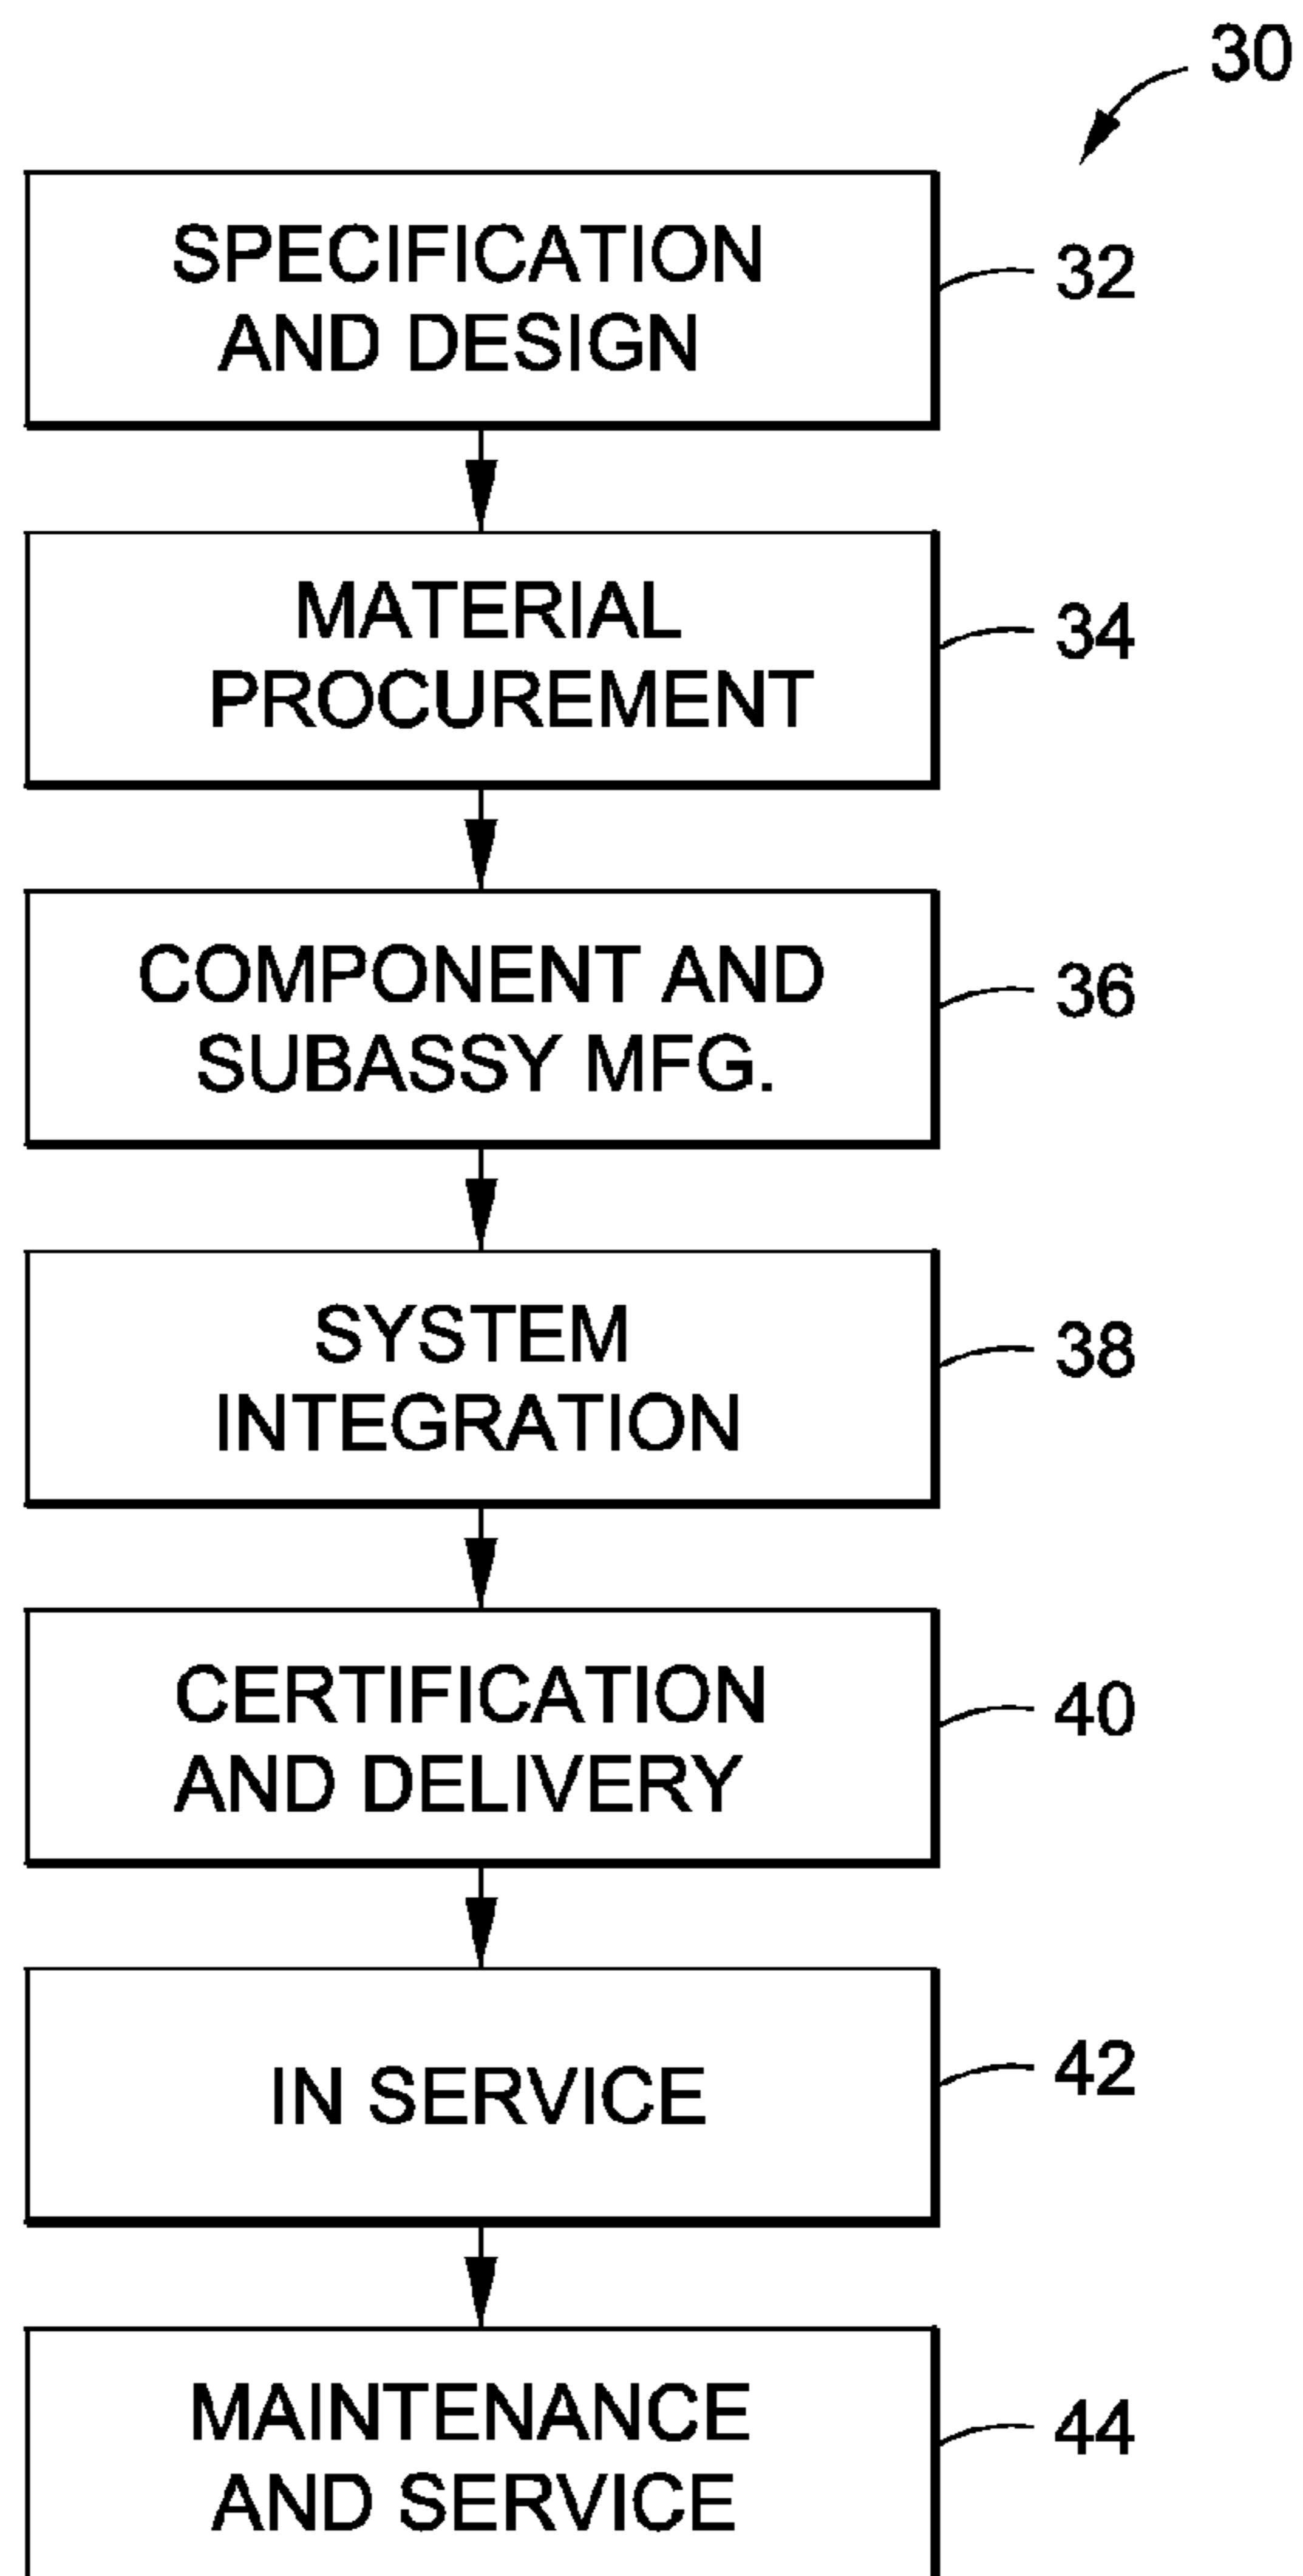 30
SPECIFICATION
AND DESIGN
32
MATERIAL
PROCUREMENT
34
COMPONENT AND
SUBASSY MFG.
36
SYSTEM
INTEGRATION
38
CERTIFICATION
AND DELIVERY
40
IN SERVICE
42
MAINTENANCE
AND SERVICE
44